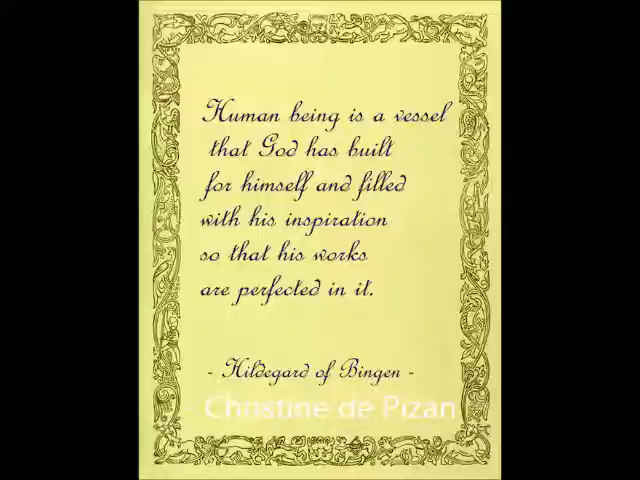 Human being is a vessel
that God has built
for himself and filled
with his inspiration
so that his works
are perfected in it.
- Hildegard of Bingen -
Christine de Pizan